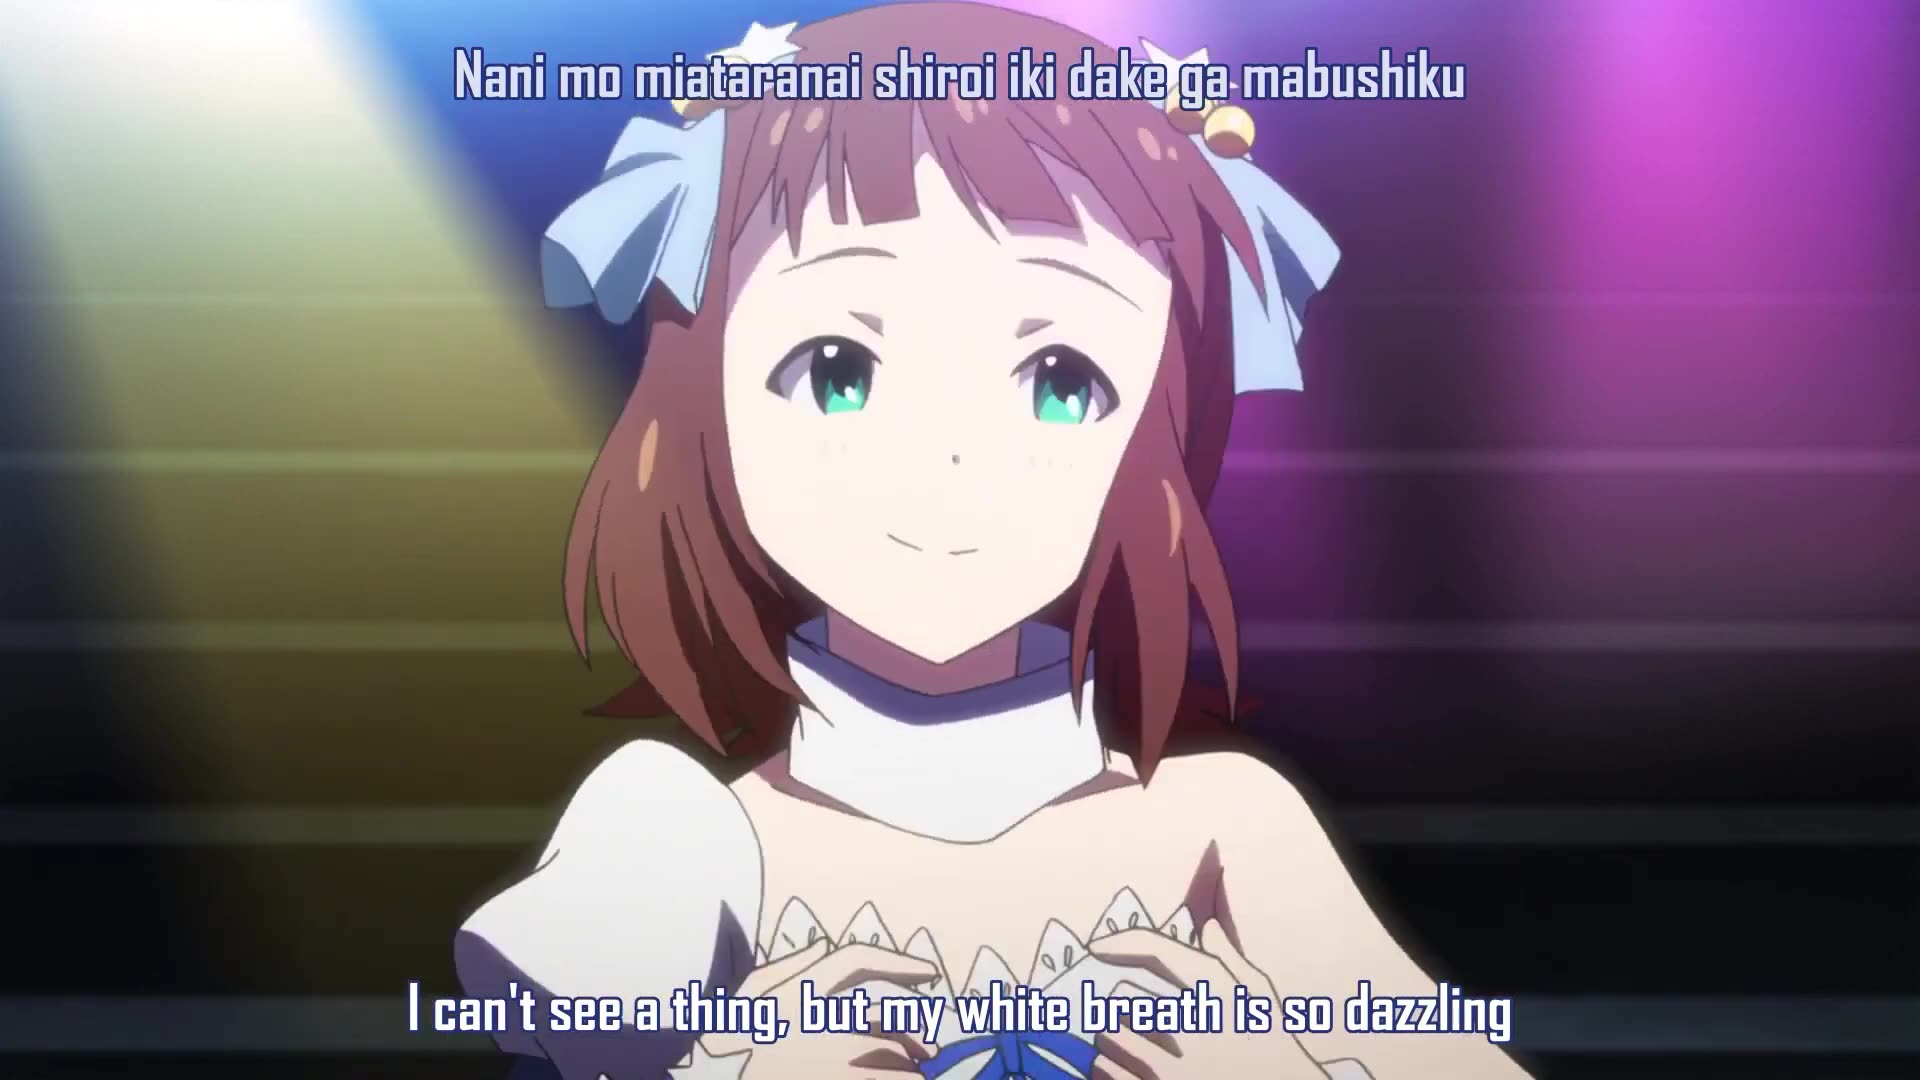 Nani mo miataranai shiroi iki dake ga mabushiku
I can't see a thing, but my white breath is so dazzling